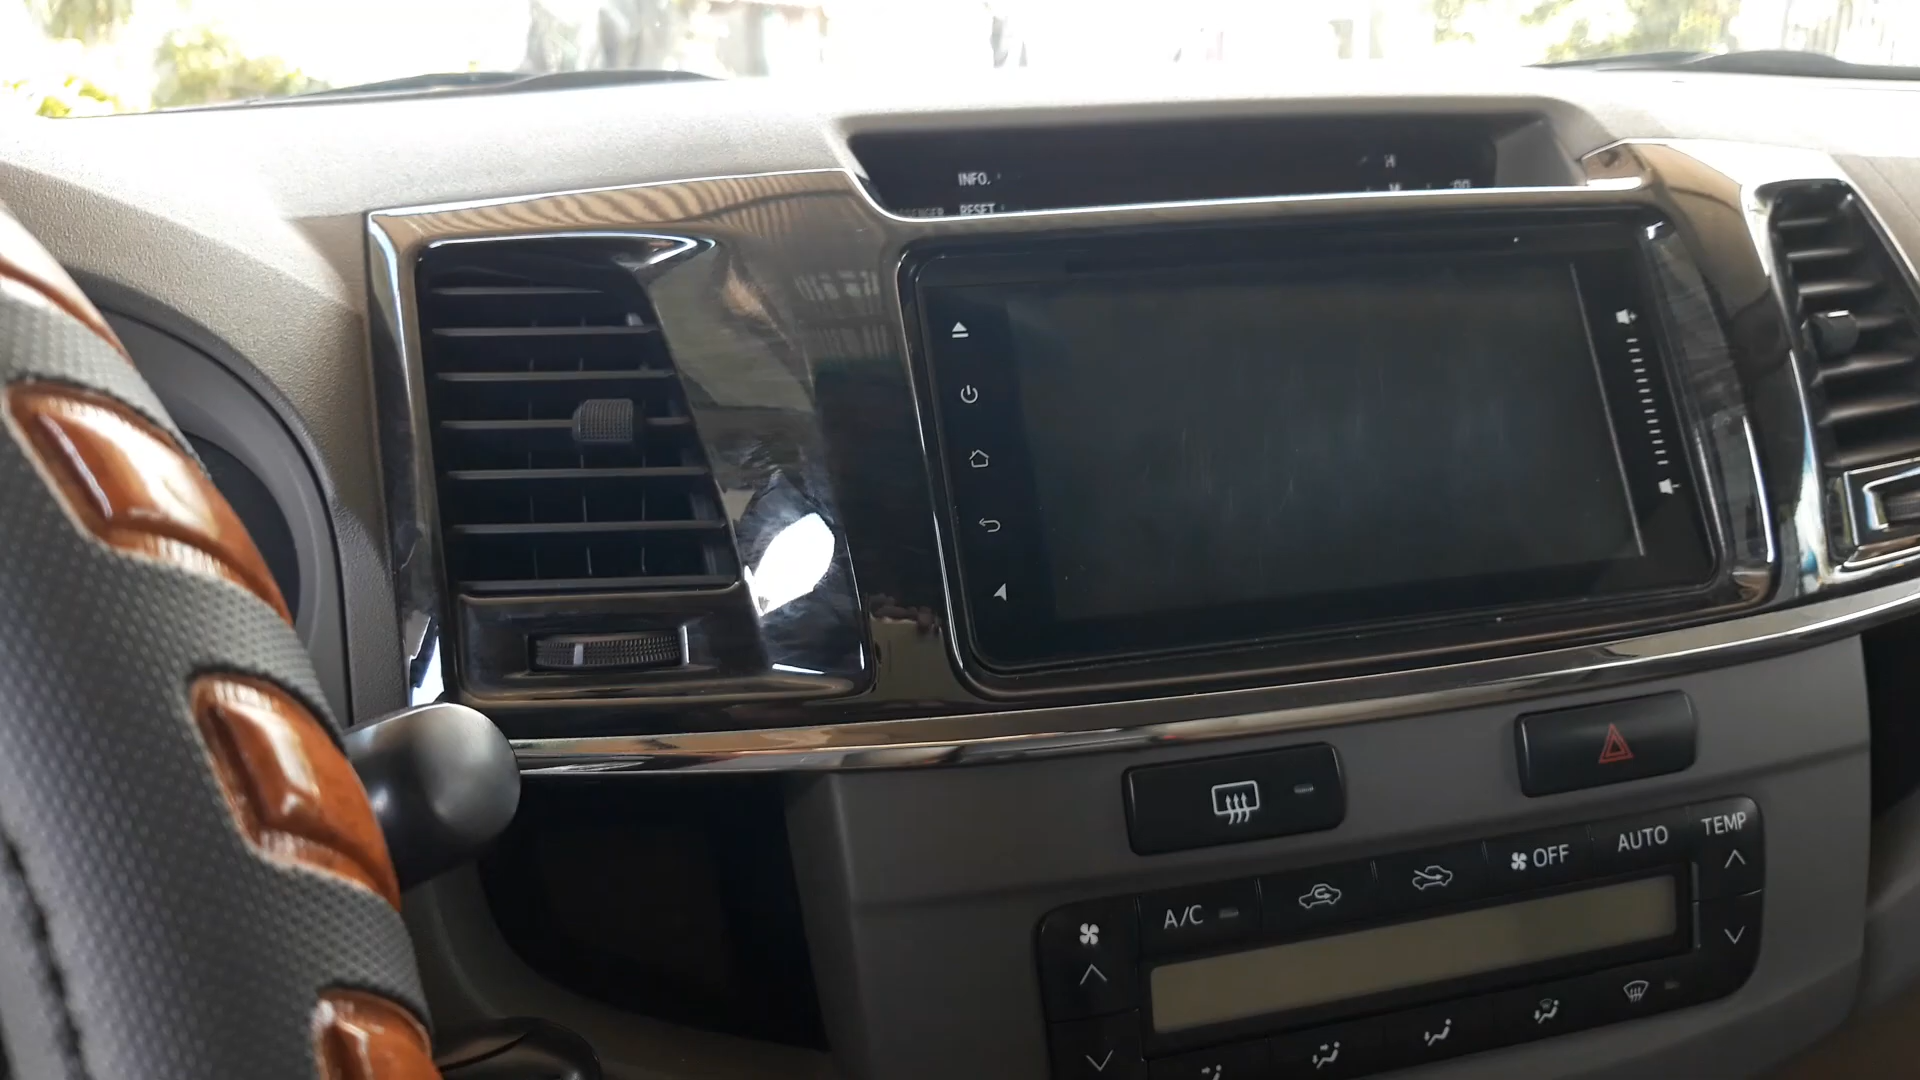 INFO.
H
RESET
OFF
AUTO
TEMP
A/C